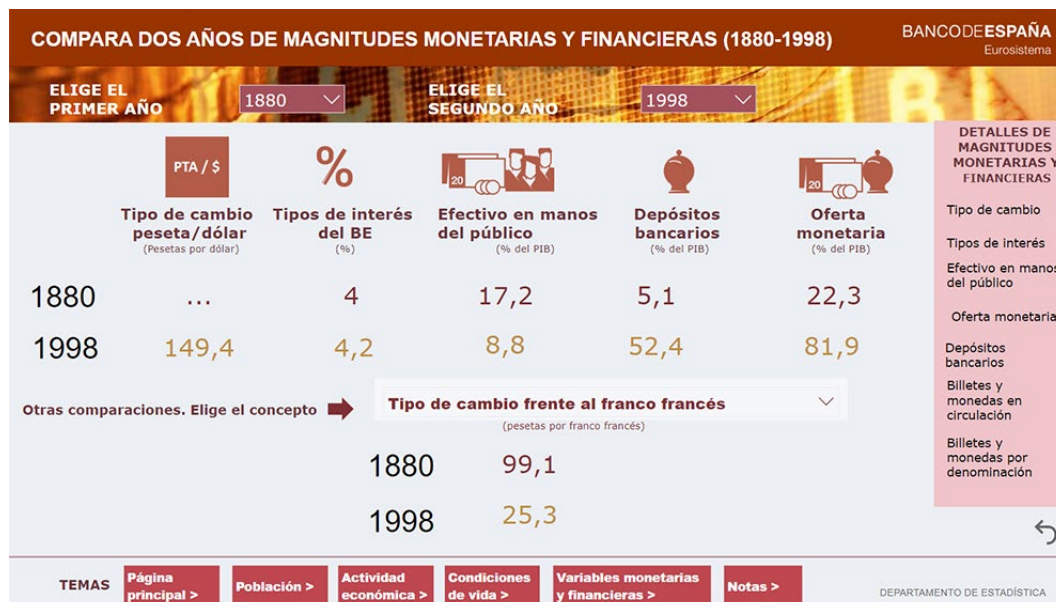 COMPARA DOS AÑOS DE MAGNITUDES MONETARIAS Y FINANCIERAS (1880-1998)
BANCODEESPAÑA
Eurosistema
ELIGE EL
PRIMER AÑO
1880
ELIGE EL
SEGUNDO AÑO
1998
PTA / $
%
20
20
Tipo de cambio
peseta/dólar
(Pesetas por dólar)
Tipos de interés
del BE
(%)
Efectivo en manos
del público
(% del PIB)
Depósitos
bancarios
(% del PIB)
Oferta
monetaria
(% del PIB)
1880 ... 4 17,2 5,1 22,3
1998 149,4 4,2 8,8 52,4 81,9
Otras comparaciones. Elige el concepto
Tipo de cambio frente al franco francés
(pesetas por franco francés)
1880 99,1
1998 25,3
DETALLES DE
MAGNITUDES
MONETARIAS Y
FINANCIERAS
Tipo de cambio
Tipos de interés
Efectivo en manos
del público
Oferta monetaria
Depósitos
bancarios
Billetes y
monedas en
circulación
Billetes y
monedas por
denominación
TEMAS
Página
principal >
Población >
Actividad
económica >
Condiciones
de vida >
Variables monetarias
y financieras >
Notas >
DEPARTAMENTO DE ESTADÍSTICA